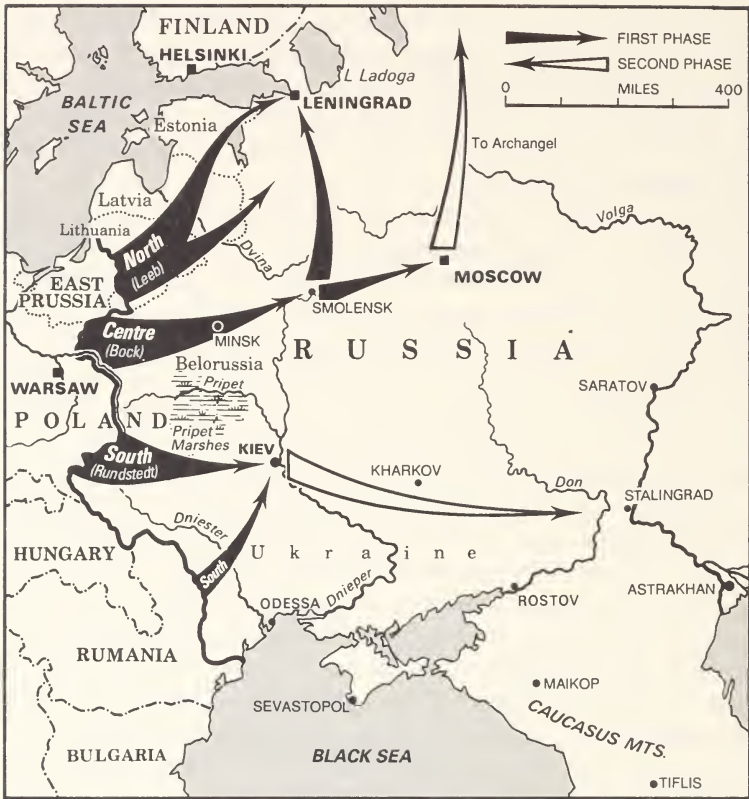 FINLAND
HELSINKI
L Ladoga
LENINGRAD
BALTIC
SEA
Estonia
FIRST PHASE
SECOND PHASE
MILES
0
400
To Archangel
Latvia
Lithuania
North
(Leeb)
Dvina
Volga
EAST
PRUSSIA
MOSCOW
SMOLENSK
Centre
(Bock)
MINSK
RUSSIA
Belorussia
WARSAW
Pripet
SARATOV
POLAND
Pripet
Marshes
KIEV
South
(Rundstedt)
KHARKOV
Don
STALINGRAD
Dniester
HUNGARY
Ukraine
South
Dnieper
ODESSA
ROSTOV
ASTRAKHAN
RUMANIA
MAIKOP
SEVASTOPOL
CAUCASUS MTS.
BULGARIA
BLACK SEA
TIFLIS